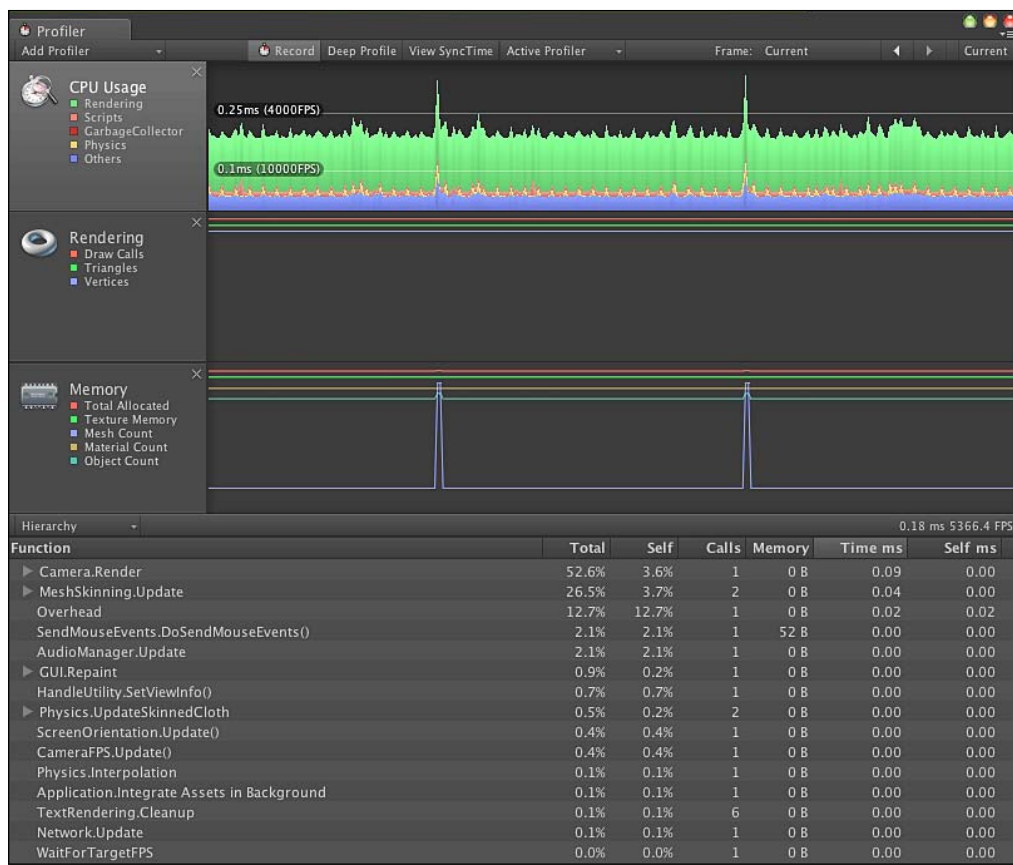 Profiler
Add Profiler Record Deep Profile View SyncTime Active Profiler Frame: Current Current
CPU Usage
Rendering
Scripts
GarbageCollector
Physics
Others
0.25ms (4000FPS)
0.1ms (10000FPS)
Rendering
Draw Calls
Triangles
Vertices
Memory
Total Allocated
Texture Memory
Mesh Count
Material Count
Object Count
Hierarchy 0.18 ms 5366.4 FPS
Function Total Self Calls Memory Time ms Self ms
Camera.Render 52.6% 3.6% 1 0 B 0.09 0.00
MeshSkinning.Update 26.5% 3.7% 2 0 B 0.04 0.00
Overhead 12.7% 12.7% 1 0 B 0.02 0.02
SendMouseEvents.DoSendMouseEvents() 2.1% 2.1% 1 52 B 0.00 0.00
AudioManager.Update 2.1% 2.1% 1 0 B 0.00 0.00
GUI.Repaint 0.9% 0.2% 1 0 B 0.00 0.00
HandleUtility.SetViewInfo() 0.7% 0.7% 1 0 B 0.00 0.00
Physics.UpdateSkinnedCloth 0.5% 0.2% 2 0 B 0.00 0.00
ScreenOrientation.Update() 0.4% 0.4% 1 0 B 0.00 0.00
CameraFPS.Update() 0.4% 0.4% 1 0 B 0.00 0.00
Physics.Interpolation 0.1% 0.1% 1 0 B 0.00 0.00
Application.Integrate Assets in Background 0.1% 0.1% 1 0 B 0.00 0.00
TextRendering.Cleanup 0.1% 0.1% 6 0 B 0.00 0.00
Network.Update 0.1% 0.1% 1 0 B 0.00 0.00
WaitForTargetFPS 0.0% 0.0% 1 0 B 0.00 0.00